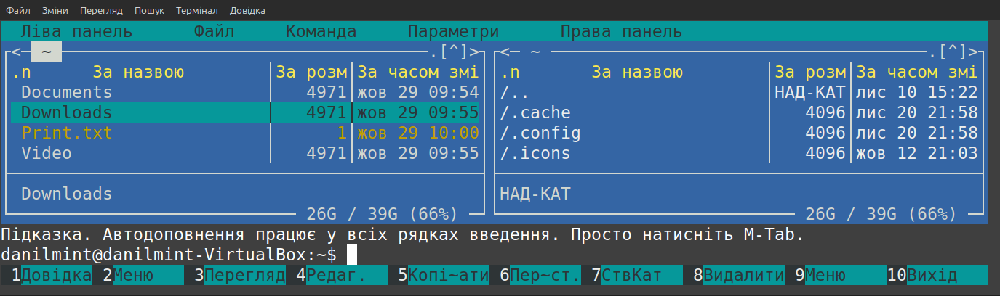 Файл Зміни Перегляд Пошук Термінал Довідка
Ліва панель Файл Команда Параметри Права панель
<─ ~ .[^]> <─ ~ .[^]>
.n За назвою За розм За часом змі .n За назвою За розм За часом змі
Documents 4971 жов 29 09:54 /.. НАД-КАТ лис 10 15:22
Downloads 4971 жов 29 09:55 /.cache 4096 лис 20 21:58
Print.txt 1 жов 29 10:00 /.config 4096 лис 20 21:58
Video 4971 жов 29 09:55 /.icons 4096 жов 12 21:03
Downloads НАД-КАТ
26G / 39G (66%) 26G / 39G (66%)
Підказка. Автодоповнення працює у всіх рядках введення. Просто натисніть M-Tab.
danilmint@danilmint-VirtualBox:~$
1Довідка 2Меню 3Перегляд 4Редаг. 5Копі~ати 6Пер~ст. 7СтвКат 8Видалити 9Меню 10Вихід